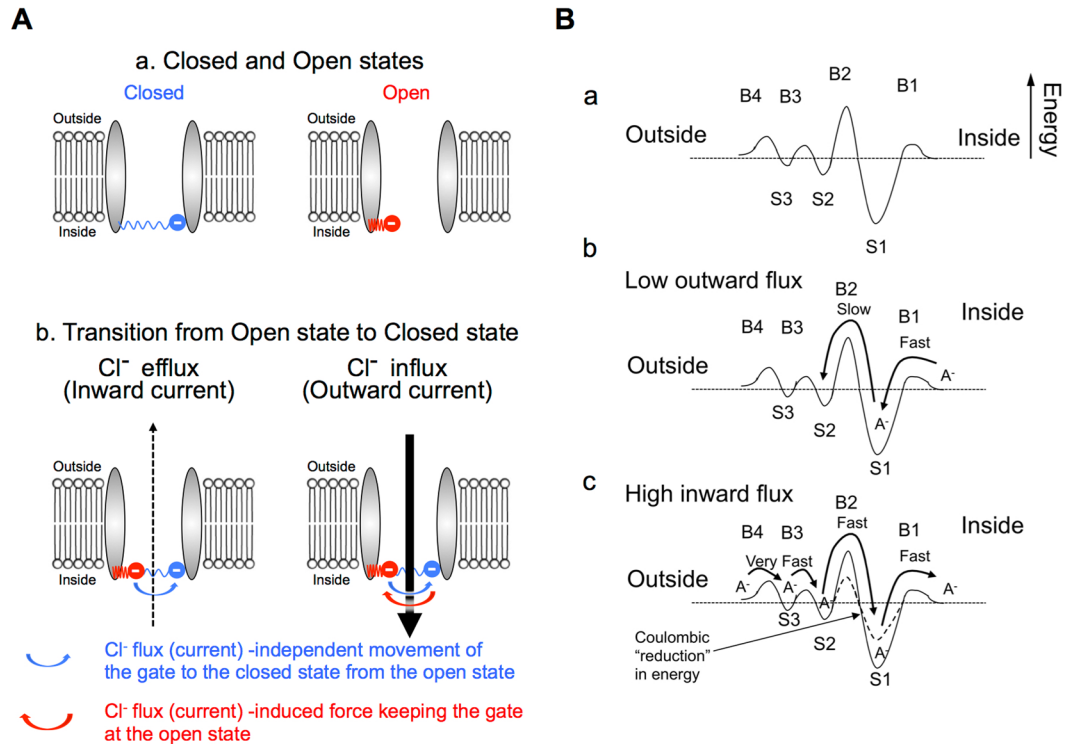 A
a. Closed and Open states
Closed
Open
Outside
Inside
−
Outside
Inside
−
b. Transition from Open state to Closed state
Cl⁻ efflux
(Inward current)
Cl⁻ influx
(Outward current)
Outside
Inside
−
−
Outside
Inside
−
−
Cl⁻ flux (current) -independent movement of
the gate to the closed state from the open state
Cl⁻ flux (current) -induced force keeping the gate
at the open state
B
a
Energy
B4
B3
B2
B1
Outside
Inside
S3
S2
S1
b
Low outward flux
Inside
B4
B3
B2
Slow
B1
Fast
Outside
A⁻
A⁻
S3
S2
S1
c
High inward flux
Inside
B4
B3
B2
Fast
B1
Fast
Very Fast
Outside
A⁻
A⁻
A⁻
A⁻
A⁻
S3
S2
S1
Coulombic
“reduction”
in energy